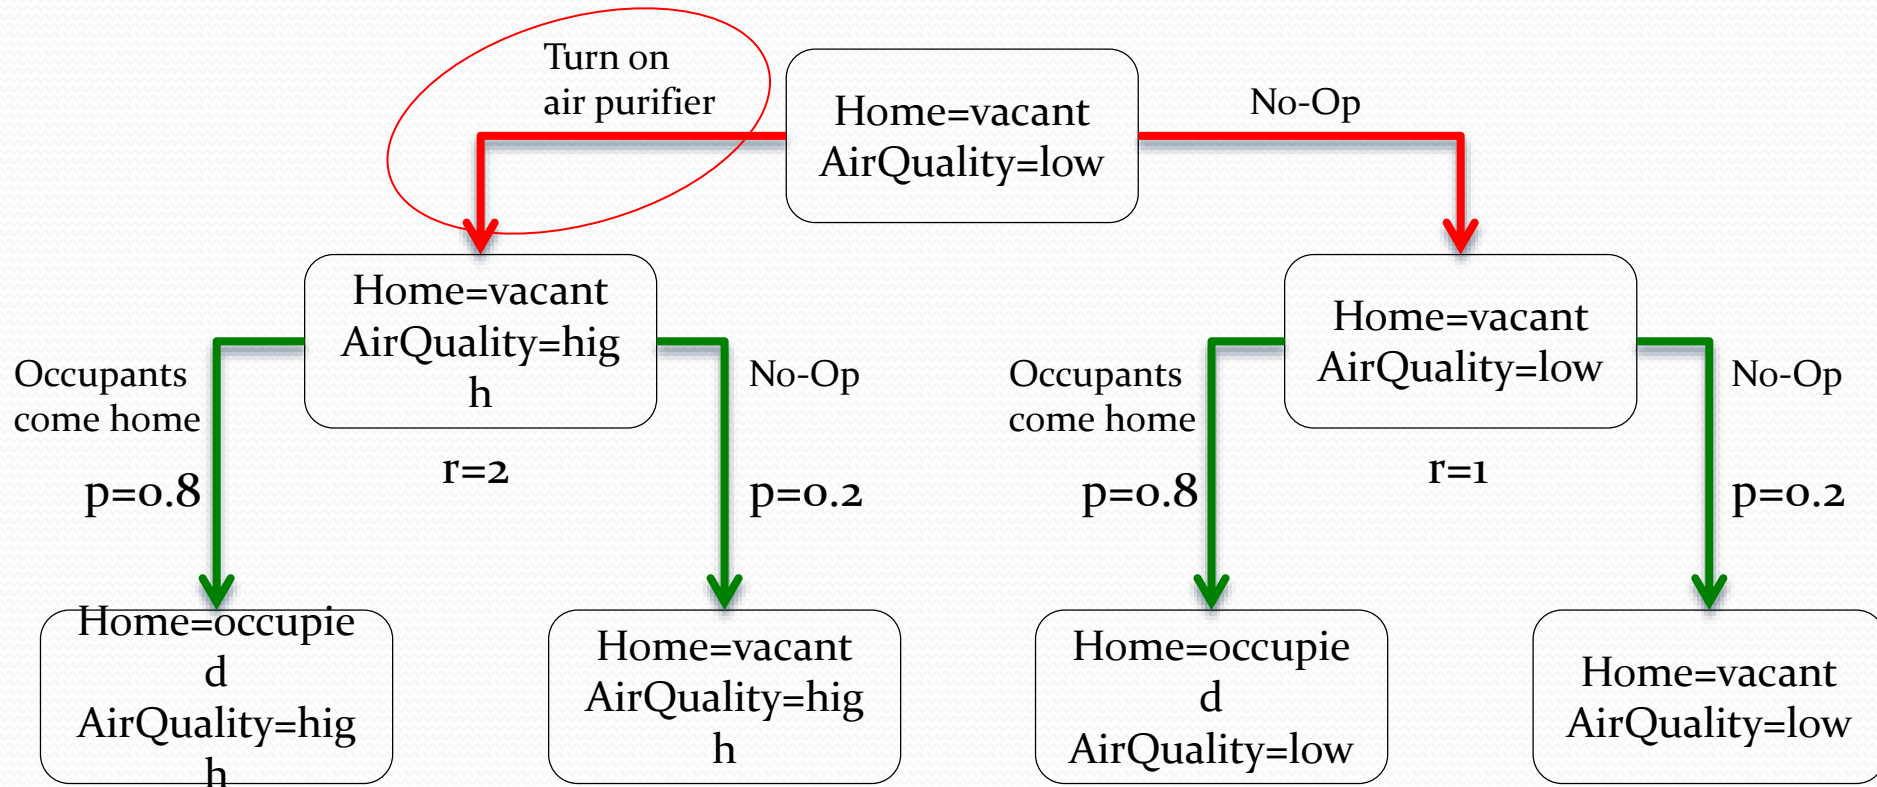 Turn on
air purifier
Home=vacant
AirQuality=low
No-Op
Home=vacant
AirQuality=hig
h
Home=vacant
AirQuality=low
Occupants
come home
No-Op
Occupants
come home
No-Op
p=0.8
r=2
p=0.2
p=0.8
r=1
p=0.2
Home=occupie
d
AirQuality=hig
h
Home=vacant
AirQuality=hig
h
Home=occupie
d
AirQuality=low
Home=vacant
AirQuality=low